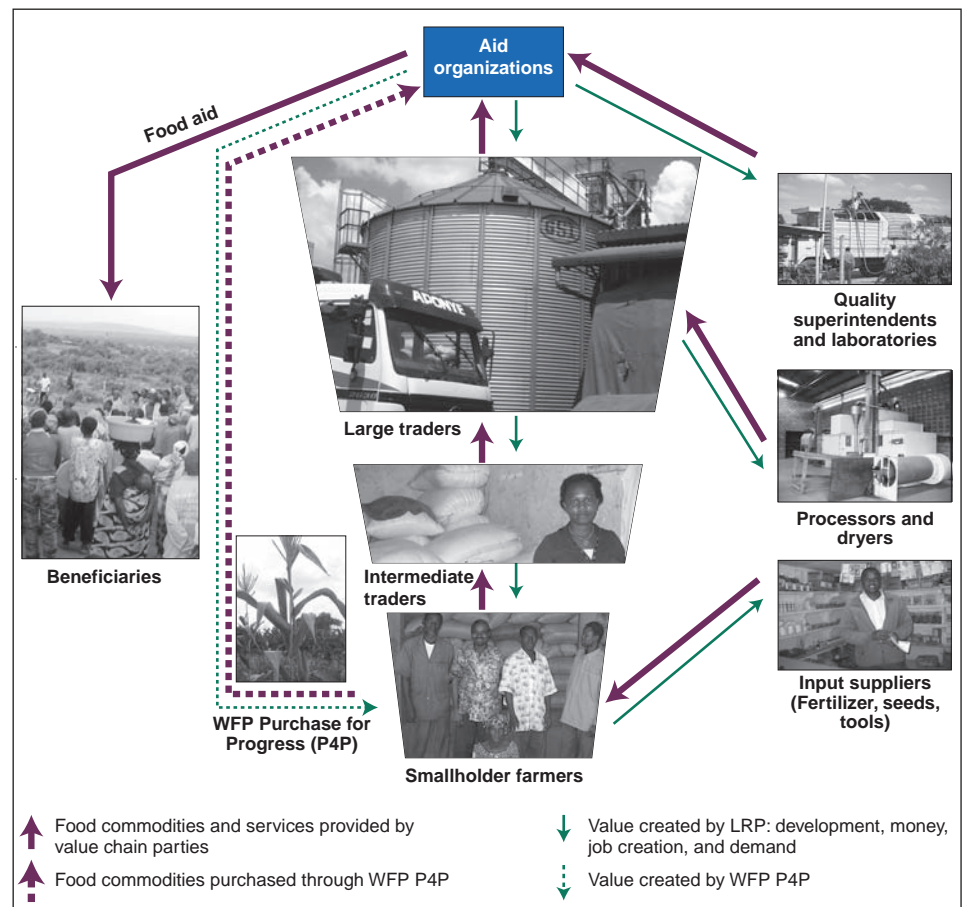 Aid
organizations
Food aid
GSI
ADONTE
Large traders
Quality
superintendents
and laboratories
Processors and
dryers
Beneficiaries
Intermediate
traders
Input suppliers
(Fertilizer, seeds,
tools)
WFP Purchase for
Progress (P4P)
Smallholder farmers
Food commodities and services provided by
value chain parties
Food commodities purchased through WFP P4P
Value created by LRP: development, money,
job creation, and demand
Value created by WFP P4P